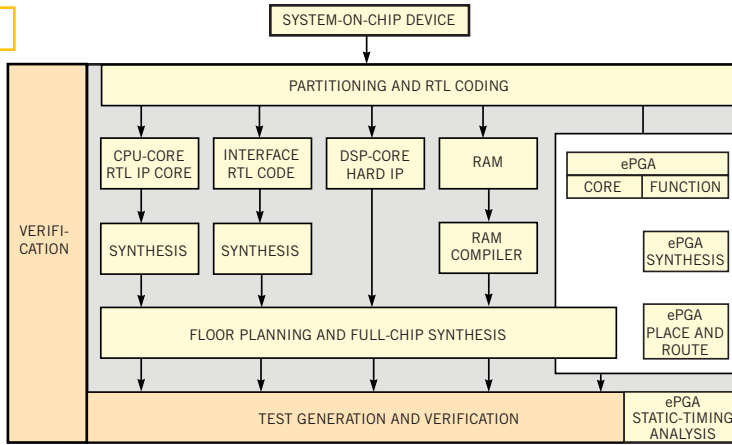 SYSTEM-ON-CHIP DEVICE
PARTITIONING AND RTL CODING
CPU-CORE
RTL IP CORE
INTERFACE
RTL CODE
DSP-CORE
HARD IP
RAM
ePGA
CORE
FUNCTION
VERIFI-
CATION
SYNTHESIS
SYNTHESIS
RAM
COMPILER
ePGA
SYNTHESIS
FLOOR PLANNING AND FULL-CHIP SYNTHESIS
ePGA
PLACE AND
ROUTE
TEST GENERATION AND VERIFICATION
ePGA
STATIC-TIMING
ANALYSIS